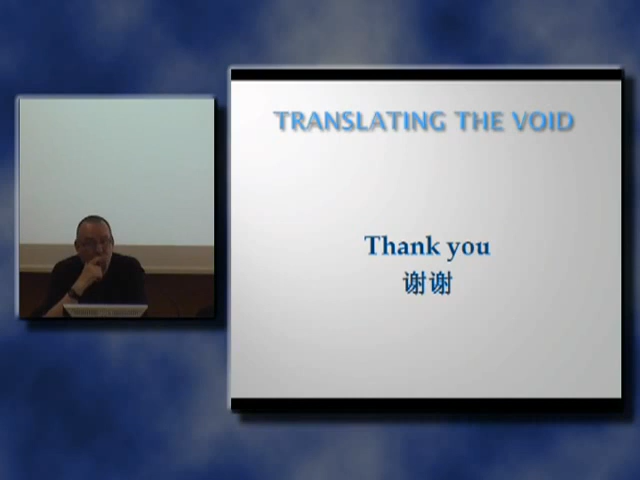 TRANSLATING THE VOID
Thank you
谢谢